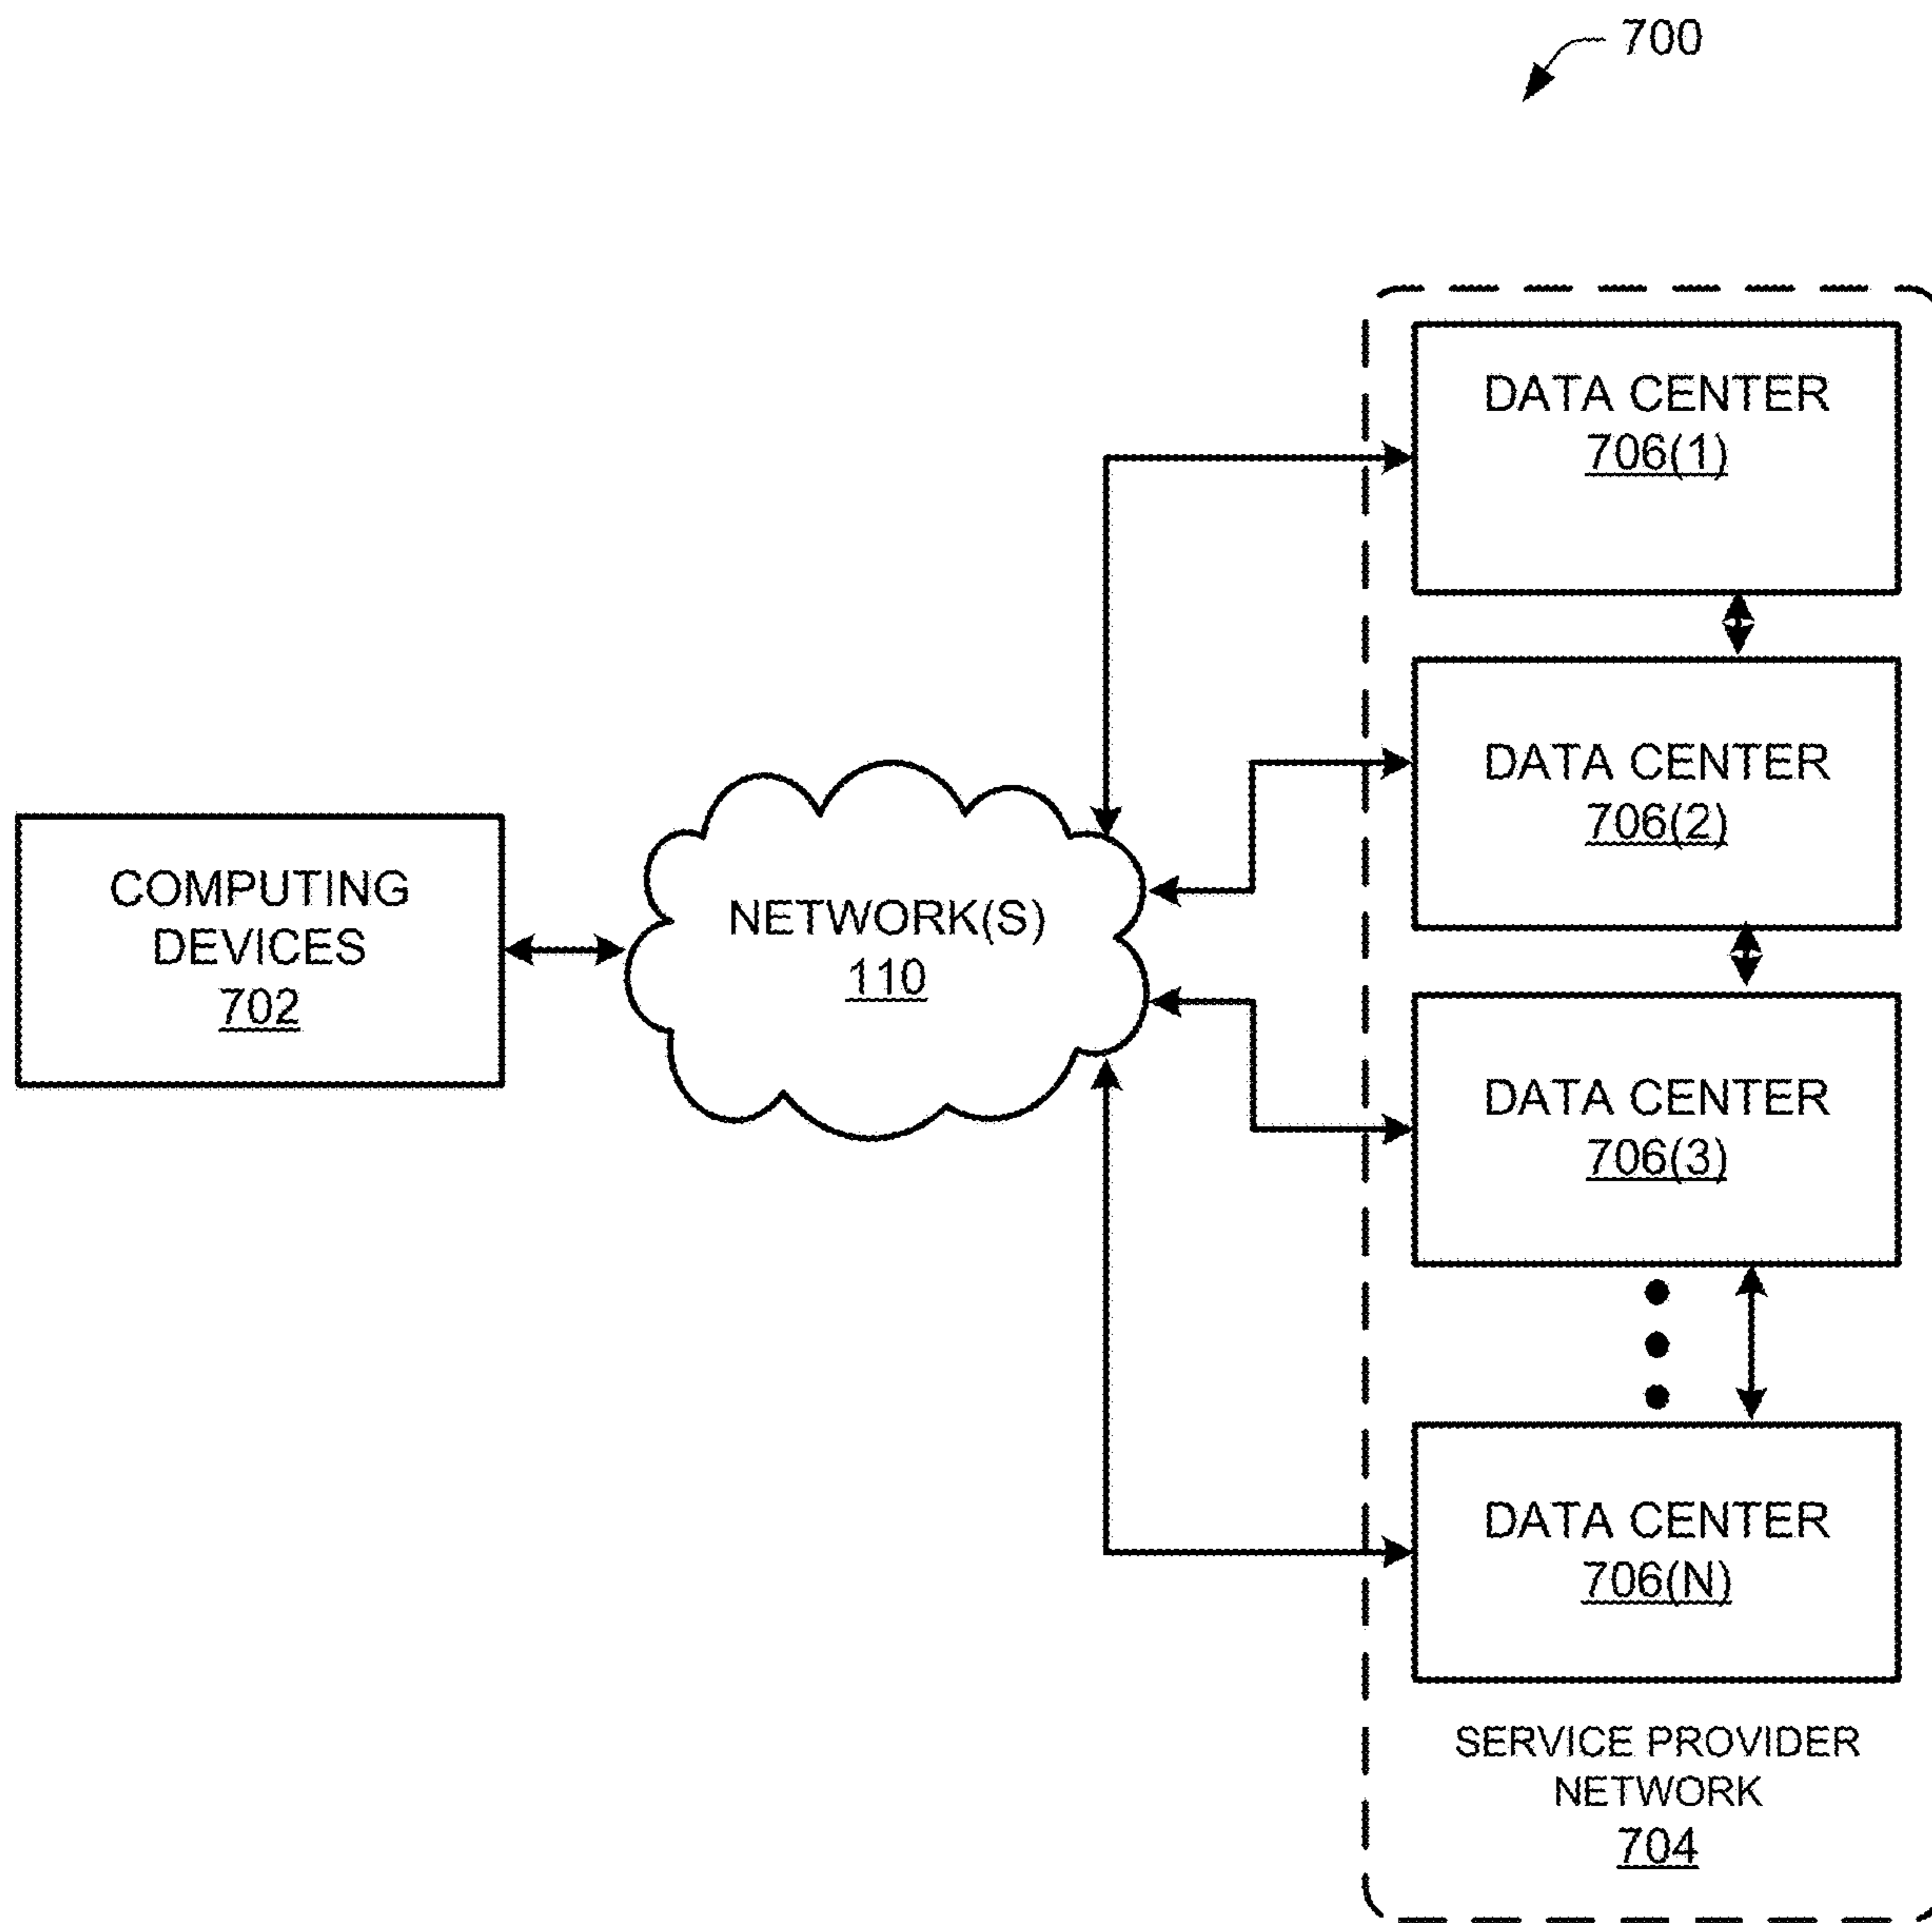 700
DATA CENTER
706(1)
DATA CENTER
706(2)
COMPUTING
DEVICES
702
NETWORK(S)
110
DATA CENTER
706(3)
DATA CENTER
706(N)
SERVICE PROVIDER
NETWORK
704